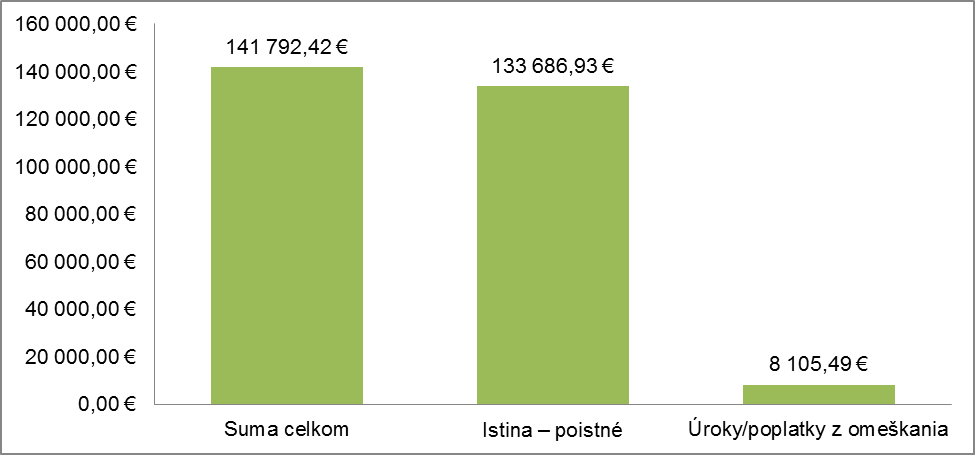 160 000,00 €
140 000,00 €
120 000,00 €
100 000,00 €
80 000,00 €
60 000,00 €
40 000,00 €
20 000,00 €
0,00 €
141 792,42 €
133 686,93 €
8 105,49 €
Suma celkom
Istina – poistné
Úroky/poplatky z omeškania